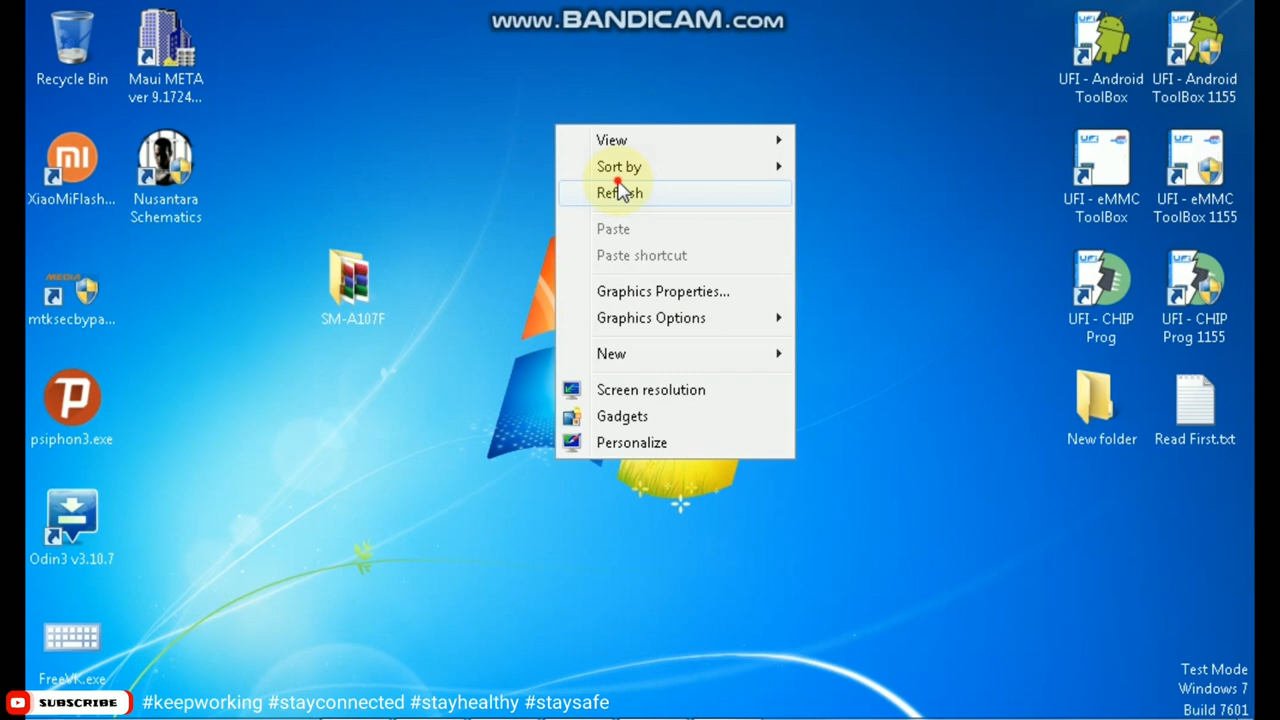 www.BANDICAM.com
Recycle Bin
Maui META
ver 9.1724...
XiaoMiFlash...
Nusantara
Schematics
MEDIA
mtksecbypa...
psiphon3.exe
Odin3 v3.10.7
FreeVK.exe
SM-A107F
View
Sort by
Refresh
Paste
Paste shortcut
Graphics Properties...
Graphics Options
New
Screen resolution
Gadgets
Personalize
UFI - Android
ToolBox
UFI - Android
ToolBox 1155
UFi
UFi
UFI - eMMC
ToolBox
UFI - eMMC
ToolBox 1155
UFI - CHIP
Prog
UFI - CHIP
Prog 1155
New folder
Read First.txt
Test Mode
Windows 7
Build 7601
SUBSCRIBE #keepworking #stayconnected #stayhealthy #staysafe